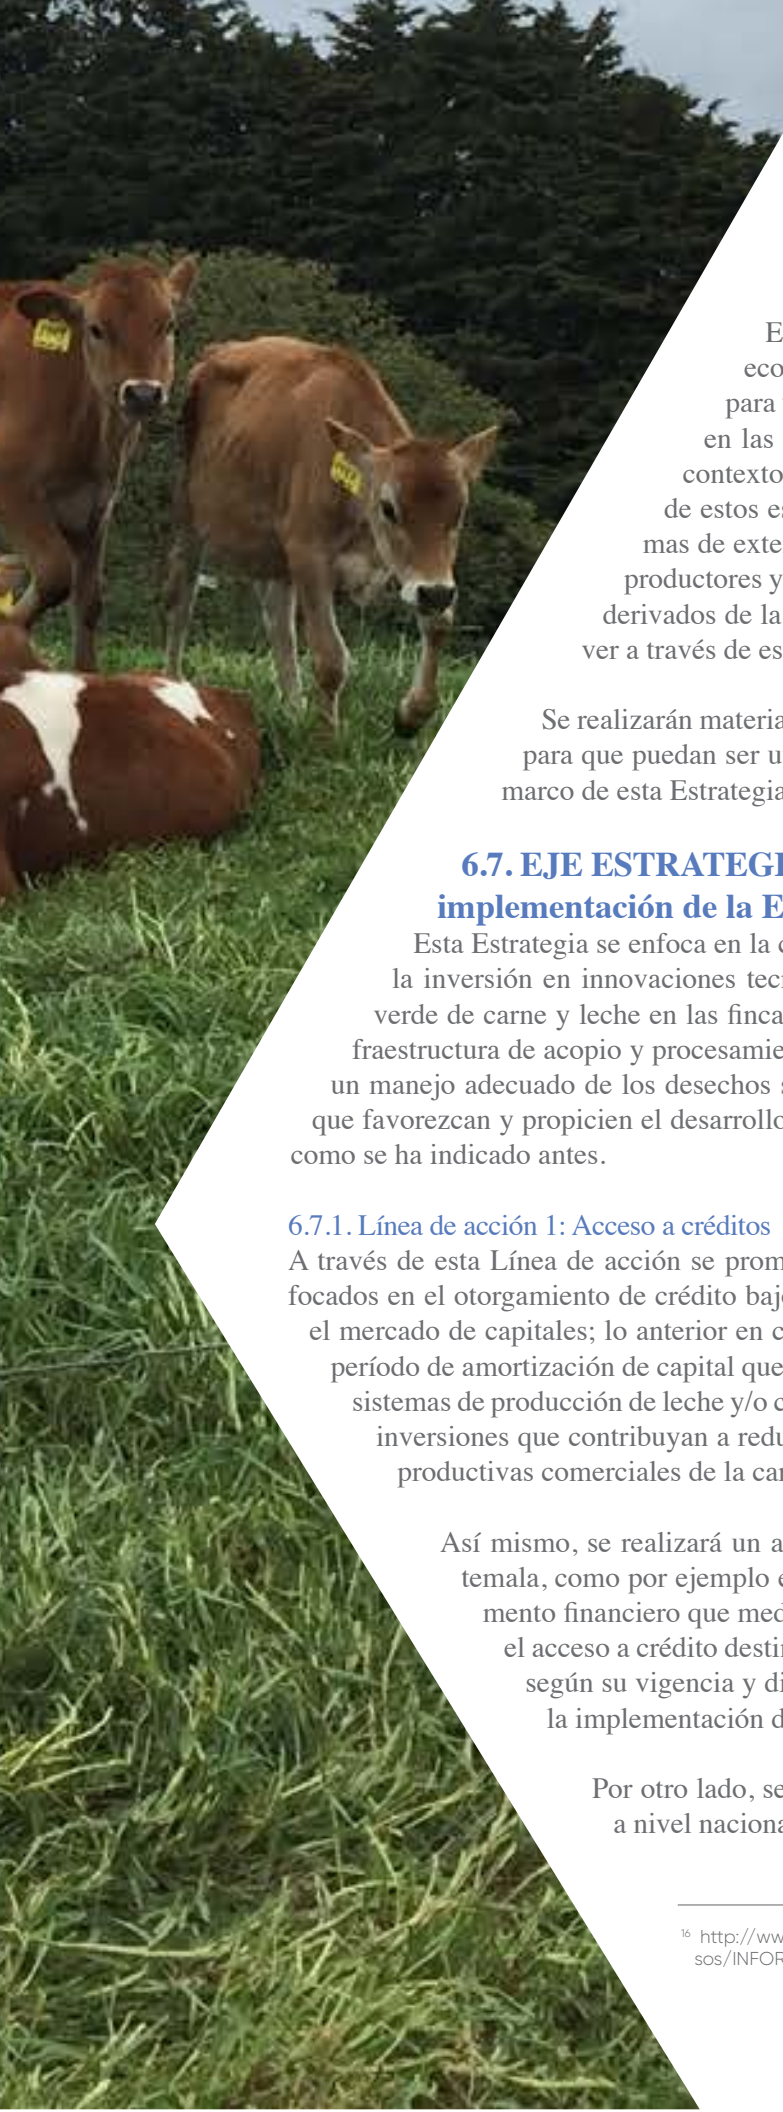 E
eco
para
en las
contexto
de estos es
mas de exte
productores y
derivados de la
ver a través de es
Se realizarán materia
para que puedan ser u
marco de esta Estrategia
6.7. EJE ESTRATEGI
implementación de la E
Esta Estrategia se enfoca en la c
la inversión en innovaciones tec
verde de carne y leche en las finca
fraestructura de acopio y procesamie
un manejo adecuado de los desechos s
que favorezcan y propicien el desarrollo
como se ha indicado antes.
6.7.1. Línea de acción 1: Acceso a créditos
A través de esta Línea de acción se prom
focados en el otorgamiento de crédito baj
el mercado de capitales; lo anterior en c
período de amortización de capital que
sistemas de producción de leche y/o c
inversiones que contribuyan a redu
productivas comerciales de la car
Así mismo, se realizará un a
temala, como por ejemplo e
mento financiero que med
el acceso a crédito desti
según su vigencia y di
la implementación d
Por otro lado, se
a nivel naciona
16 http://ww
sos/INFOR